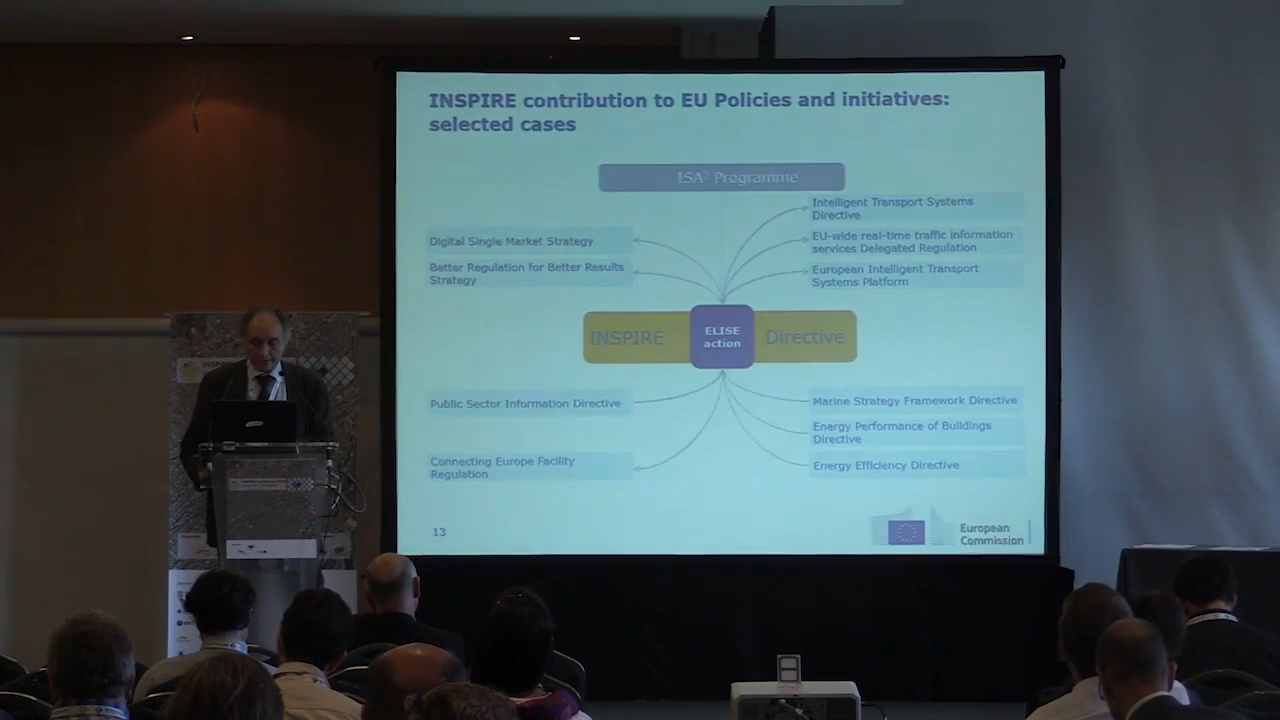 INSPIRE contribution to EU Policies and initiatives:
selected cases
ISA² Programme
Intelligent Transport Systems
Directive
Digital Single Market Strategy
EU-wide real-time traffic information
services Delegated Regulation
Better Regulation for Better Results
Strategy
European Intelligent Transport
Systems Platform
INSPIRE
ELISE
action
Directive
Public Sector Information Directive
Marine Strategy Framework Directive
Energy Performance of Buildings
Directive
Connecting Europe Facility
Regulation
Energy Efficiency Directive
13
European
Commission
INSPIRE